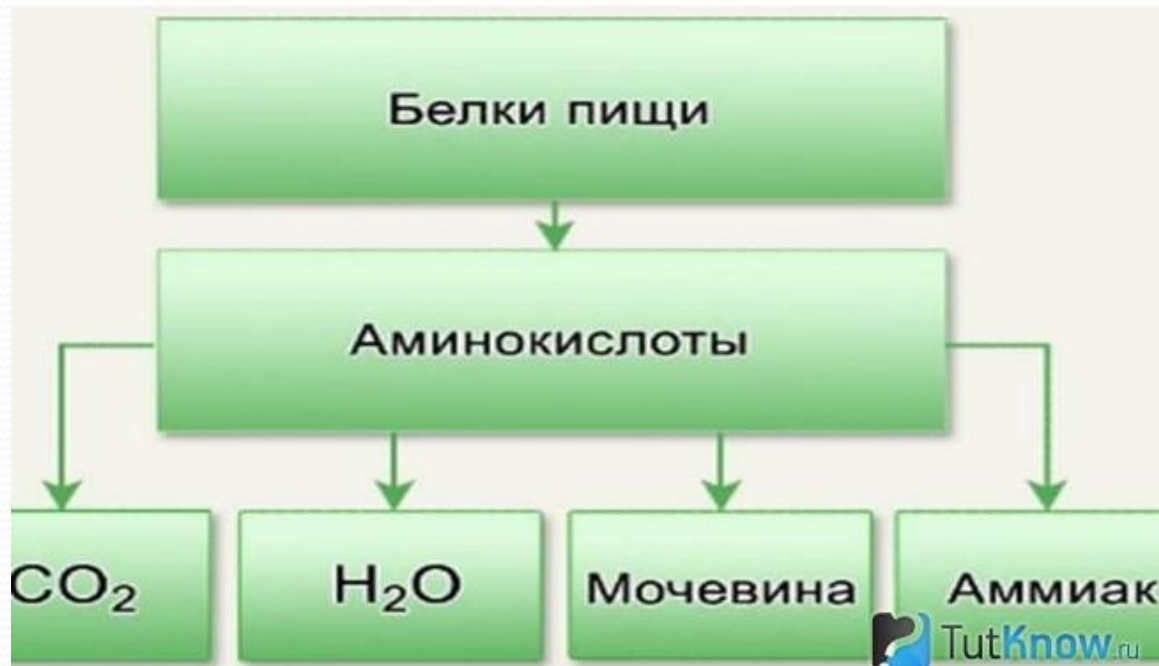 Белки пищи
Аминокислоты
CO₂
H₂O
Мочевина
Аммиак
TutKnow.ru